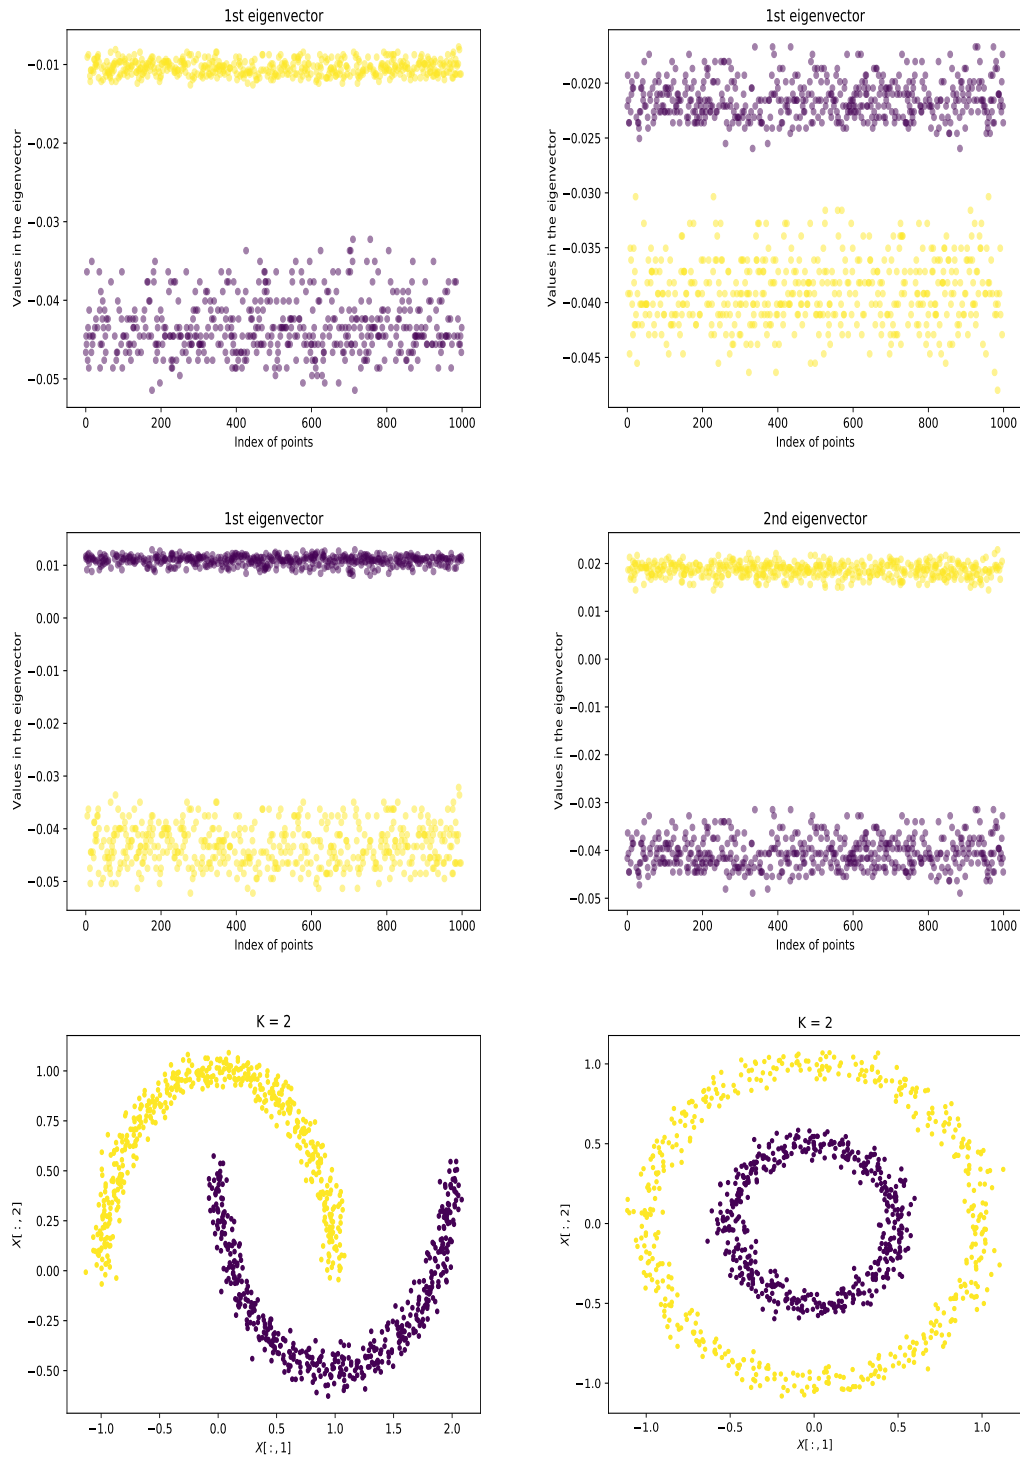 1st eigenvector
Values in the eigenvector
−0.01
−0.02
−0.03
−0.04
−0.05
0 200 400 600 800 1000
Index of points
1st eigenvector
Values in the eigenvector
−0.020
−0.025
−0.030
−0.035
−0.040
−0.045
0 200 400 600 800 1000
Index of points
1st eigenvector
Values in the eigenvector
0.01
0.00
−0.01
−0.02
−0.03
−0.04
−0.05
0 200 400 600 800 1000
Index of points
2nd eigenvector
Values in the eigenvector
0.02
0.01
0.00
−0.01
−0.02
−0.03
−0.04
−0.05
0 200 400 600 800 1000
Index of points
K = 2
X[:, 2]
1.00
0.75
0.50
0.25
0.00
−0.25
−0.50
−1.0 −0.5 0.0 0.5 1.0 1.5 2.0
X[:, 1]
K = 2
X[:, 2]
1.0
0.5
0.0
−0.5
−1.0
−1.0 −0.5 0.0 0.5 1.0
X[:, 1]